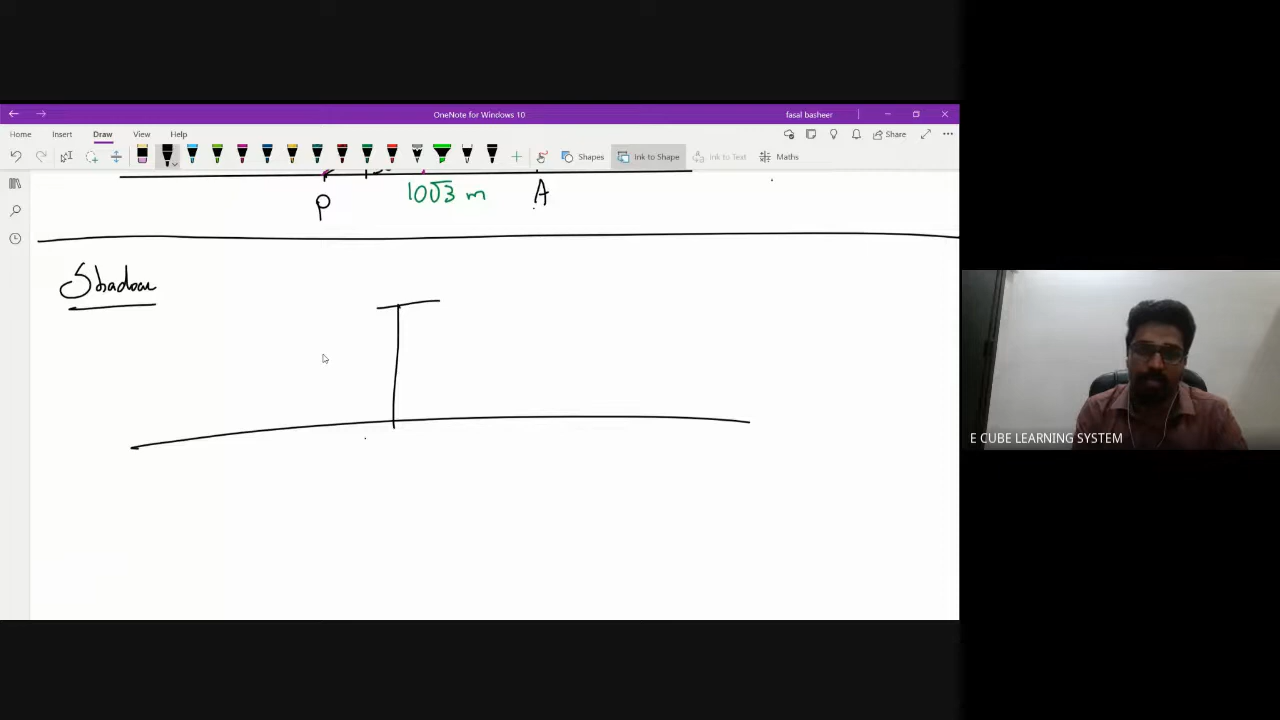 OneNote for Windows 10
fasal basheer
Home Insert Draw View Help
Share
Shapes Ink to Shape Ink to Text Maths
10√3 m
P A
Shadow
E CUBE LEARNING SYSTEM